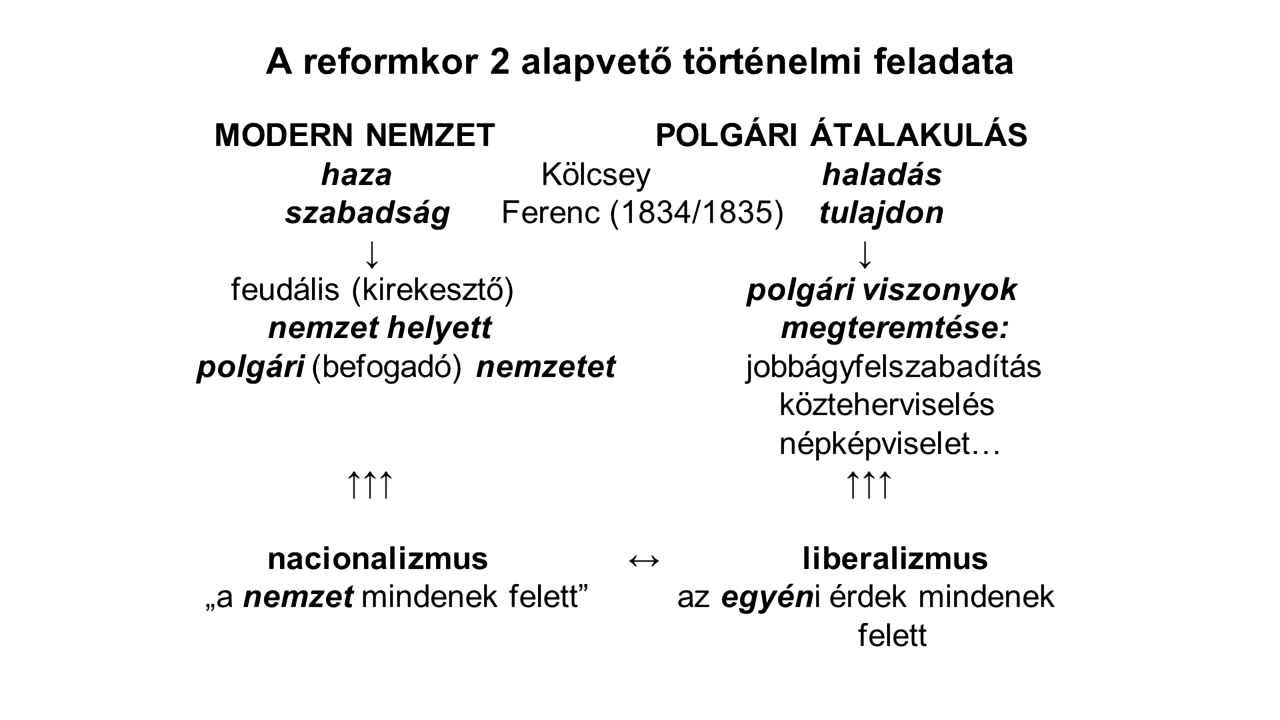 A reformkor 2 alapvető történelmi feladata
MODERN NEMZET POLGÁRI ÁTALAKULÁS
haza Kölcsey haladás
szabadság Ferenc (1834/1835) tulajdon
↓ ↓
feudális (kirekesztő) polgári viszonyok
nemzet helyett megteremtése:
polgári (befogadó) nemzetet jobbágyfelszabadítás
közteherviselés
népképviselet…
↑↑↑ ↑↑↑
nacionalizmus ↔ liberalizmus
„a nemzet mindenek felett” az egyéni érdek mindenek
felett